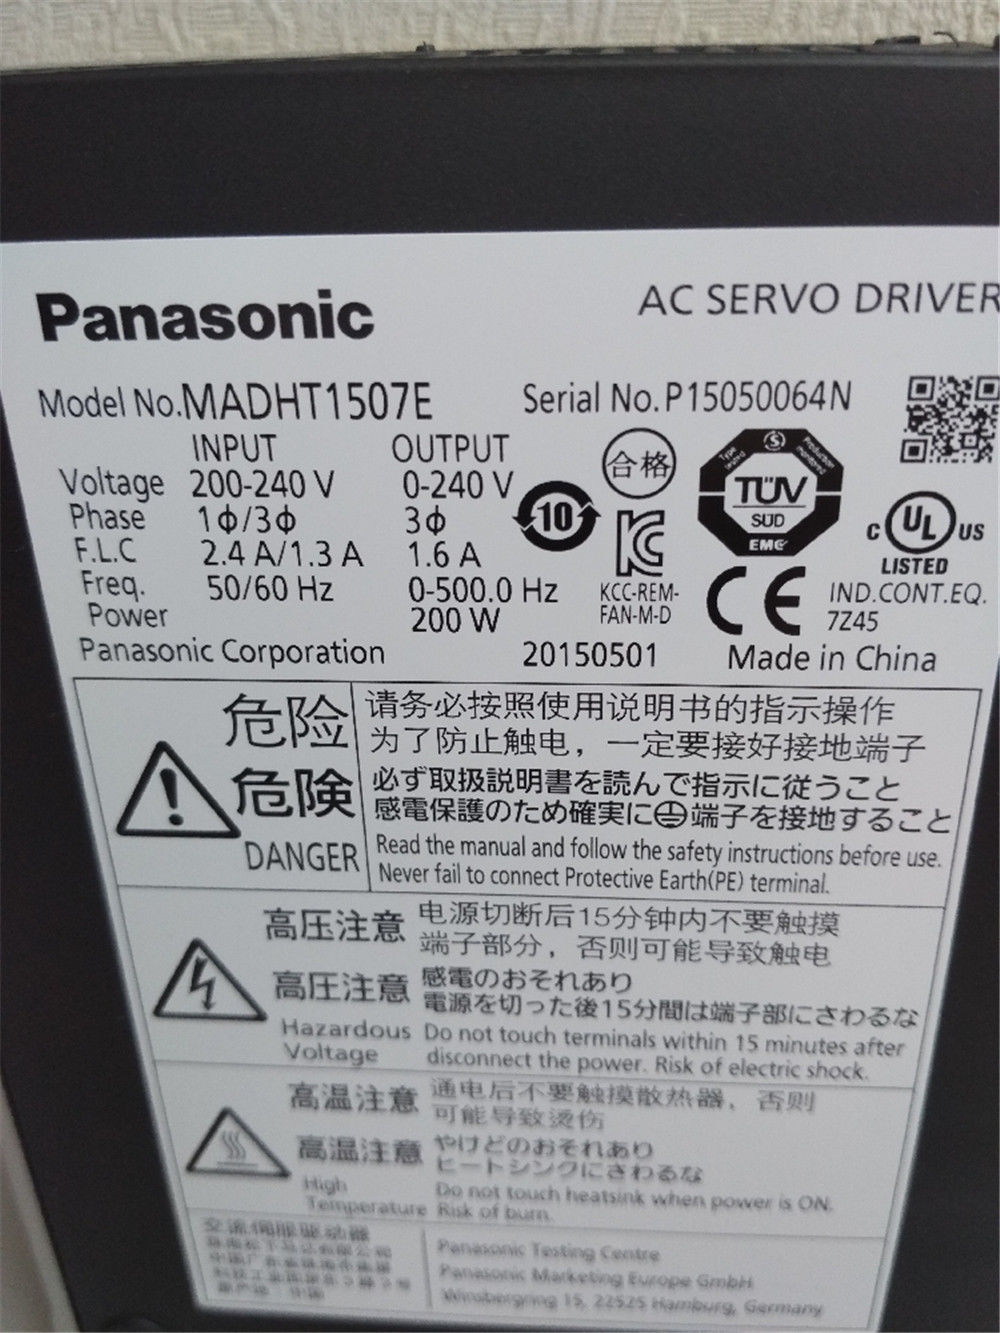 Panasonic
AC SERVO DRIVER
Model No.MADHT1507E
Serial No.P15050064N
INPUT OUTPUT
Voltage 200-240 V 0-240 V
Phase 1ф/3ф 3ф
F.L.C 2.4 A/1.3 A 1.6 A
Freq. 50/60 Hz 0-500.0 Hz
Power 200 W
合格
10
KCC-REM-
FAN-M-D
Type tested
Production monitored
TÜV
SÜD
EMC
C UL US
LISTED
IND.CONT.EQ.
7Z45
CE
Panasonic Corporation 20150501 Made in China
危险
请务必按照使用说明书的指示操作
为了防止触电，一定要接好接地端子
危険
必ず取扱説明書を読んで指示に従うこと
感電保護のため確実に端子を接地すること
DANGER
Read the manual and follow the safety instructions before use.
Never fail to connect Protective Earth(PE) terminal.
高压注意
电源切断后15分钟内不要触摸
端子部分，否则可能导致触电
高圧注意
感電のおそれあり
電源を切った後15分間は端子部にさわるな
Hazardous
Voltage
Do not touch terminals within 15 minutes after
disconnect the power. Risk of electric shock.
高温注意
通电后不要触摸散热器，否则
可能导致烫伤
高温注意
やけどのおそれあり
ヒートシンクにさわるな
High
Temperature
Do not touch heatsink when power is ON.
Risk of burn.
交流伺服驱动器
Panasonic Testing Centre
Panasonic Marketing Europe GmbH
Winsbergring 15, 22525 Hamburg, Germany